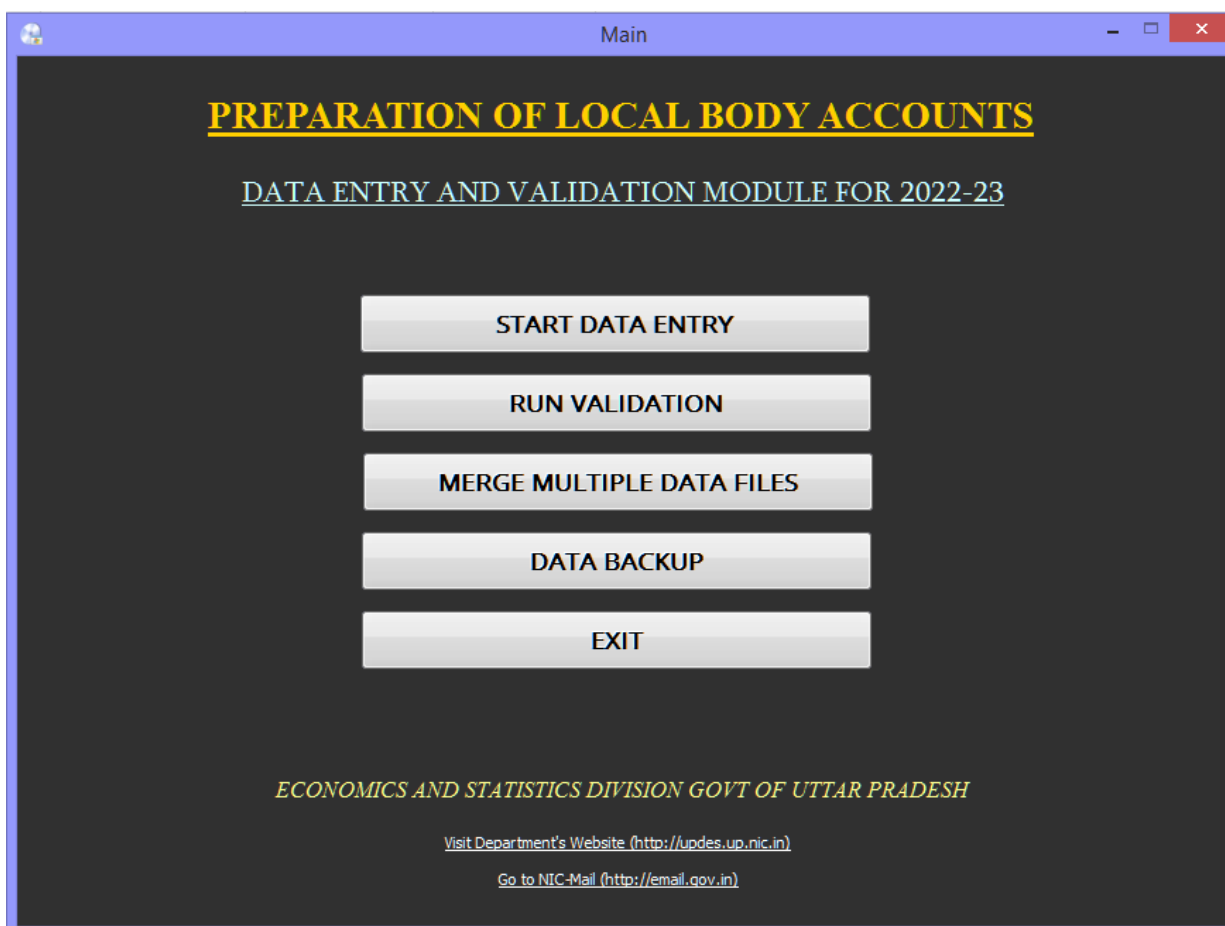 Main
PREPARATION OF LOCAL BODY ACCOUNTS
DATA ENTRY AND VALIDATION MODULE FOR 2022-23
START DATA ENTRY
RUN VALIDATION
MERGE MULTIPLE DATA FILES
DATA BACKUP
EXIT
ECONOMICS AND STATISTICS DIVISION GOVT OF UTTAR PRADESH
Visit Department's Website (http://updes.up.nic.in)
Go to NIC-Mail (http://email.gov.in)